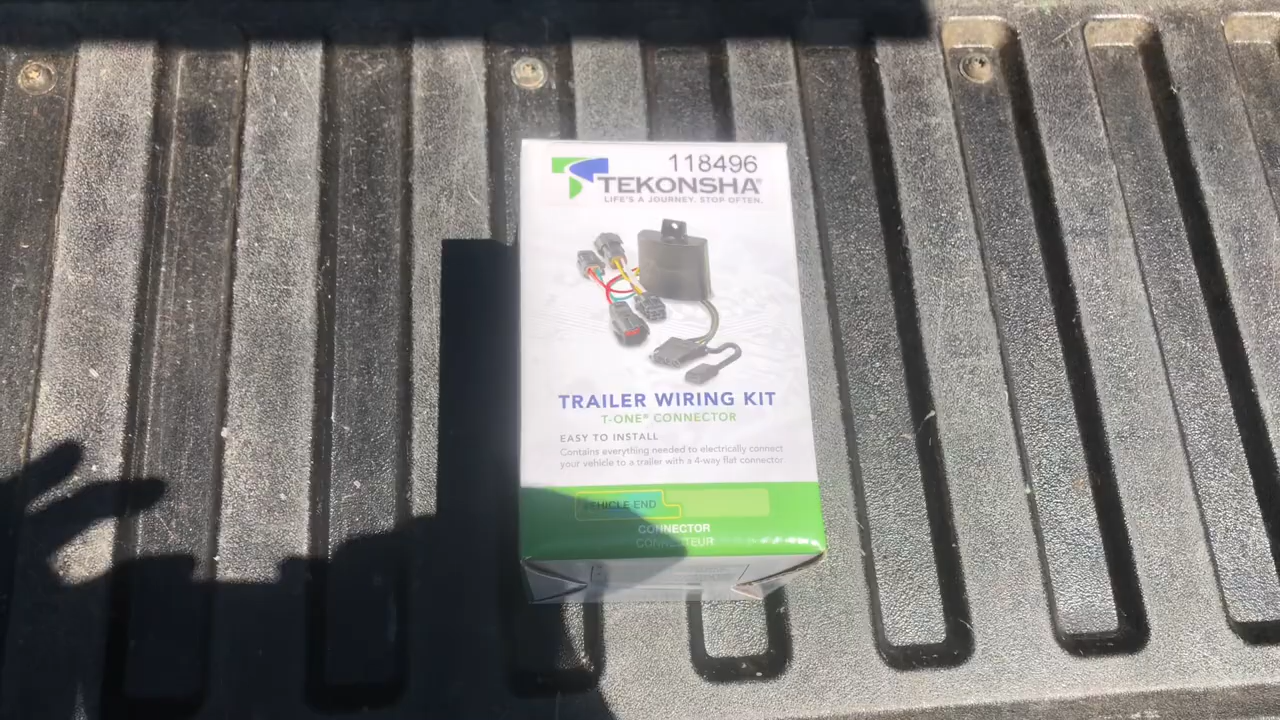 118496
TEKONSHA®
LIFE'S A JOURNEY. STOP OFTEN.
TRAILER WIRING KIT
T-ONE® CONNECTOR
EASY TO INSTALL
Contains everything needed to electrically connect
your vehicle to a trailer with a 4-way flat connector
VEHICLE END
CONNECTOR
CONNECTEUR